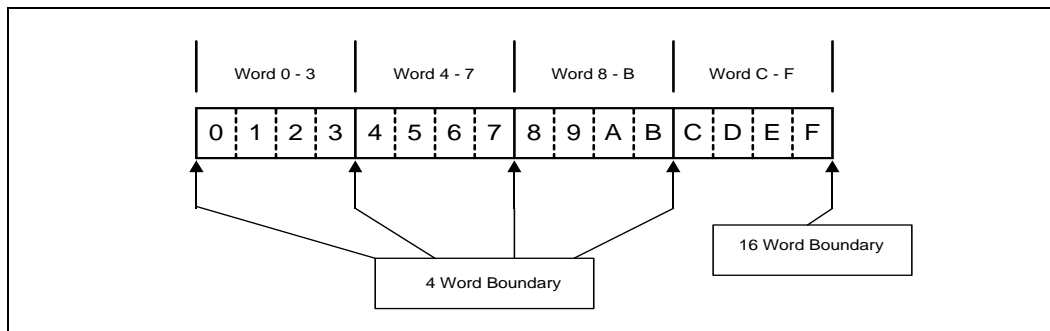 Word 0 - 3 Word 4 - 7 Word 8 - B Word C - F
0 1 2 3 4 5 6 7 8 9 A B C D E F
16 Word Boundary
4 Word Boundary